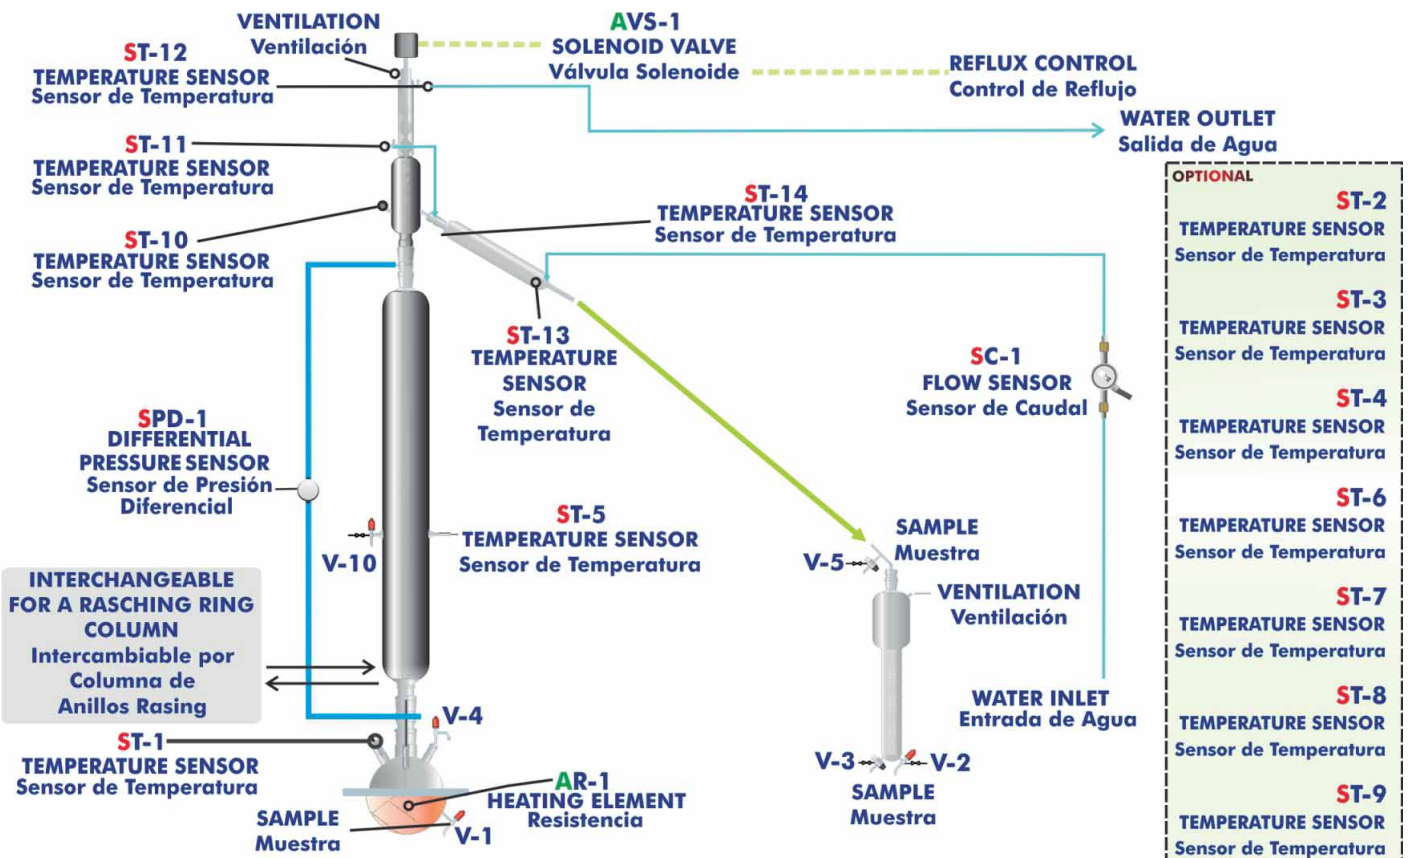 VENTILATION
Ventilación
AVS-1
SOLENOID VALVE
Válvula Solenoide
REFLUX CONTROL
Control de Reflujo
ST-12
TEMPERATURE SENSOR
Sensor de Temperatura
WATER OUTLET
Salida de Agua
ST-11
TEMPERATURE SENSOR
Sensor de Temperatura
ST-14
TEMPERATURE SENSOR
Sensor de Temperatura
ST-10
TEMPERATURE SENSOR
Sensor de Temperatura
ST-13
TEMPERATURE
SENSOR
Sensor de
Temperatura
SC-1
FLOW SENSOR
Sensor de Caudal
SPD-1
DIFFERENTIAL
PRESSURE SENSOR
Sensor de Presión
Diferencial
V-10
ST-5
TEMPERATURE SENSOR
Sensor de Temperatura
SAMPLE
Muestra
V-5
VENTILATION
Ventilación
INTERCHANGEABLE
FOR A RASCHING RING
COLUMN
Intercambiable por
Columna de
Anillos Rasing
WATER INLET
Entrada de Agua
V-4
ST-1
TEMPERATURE SENSOR
Sensor de Temperatura
AR-1
HEATING ELEMENT
Resistencia
SAMPLE
Muestra
V-1
V-3
V-2
SAMPLE
Muestra
OPTIONAL
ST-2
TEMPERATURE SENSOR
Sensor de Temperatura
ST-3
TEMPERATURE SENSOR
Sensor de Temperatura
ST-4
TEMPERATURE SENSOR
Sensor de Temperatura
ST-6
TEMPERATURE SENSOR
Sensor de Temperatura
ST-7
TEMPERATURE SENSOR
Sensor de Temperatura
ST-8
TEMPERATURE SENSOR
Sensor de Temperatura
ST-9
TEMPERATURE SENSOR
Sensor de Temperatura